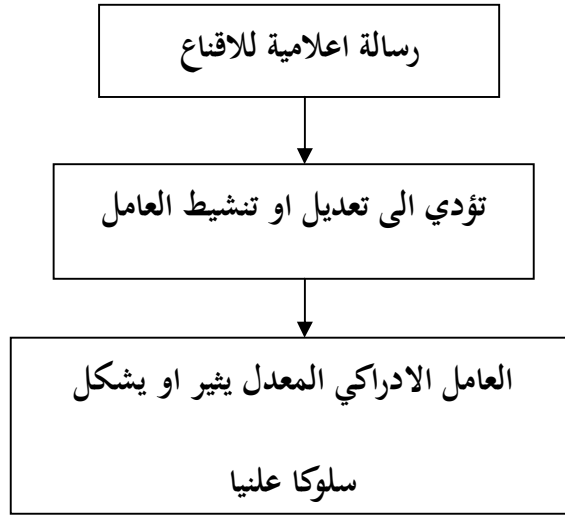 رسالة اعلامية للاقناع
تؤدي الى تعديل او تنشيط العامل
العامل الادراكي المعدل يثير او يشكل
سلوكا علنيا